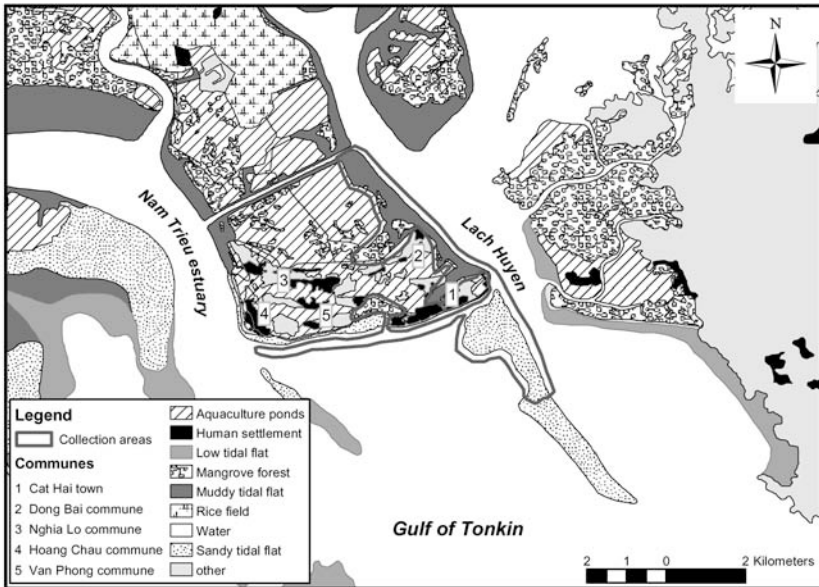 N
Nam Trieu estuary
Lach Huyen
3
2
1
4
5
Legend
Collection areas
Communes
1 Cat Hai town
2 Dong Bai commune
3 Nghia Lo commune
4 Hoang Chau commune
5 Van Phong commune
Aquaculture ponds
Human settlement
Low tidal flat
Mangrove forest
Muddy tidal flat
Rice field
Water
Sandy tidal flat
other
Gulf of Tonkin
2 1 0 2 Kilometers